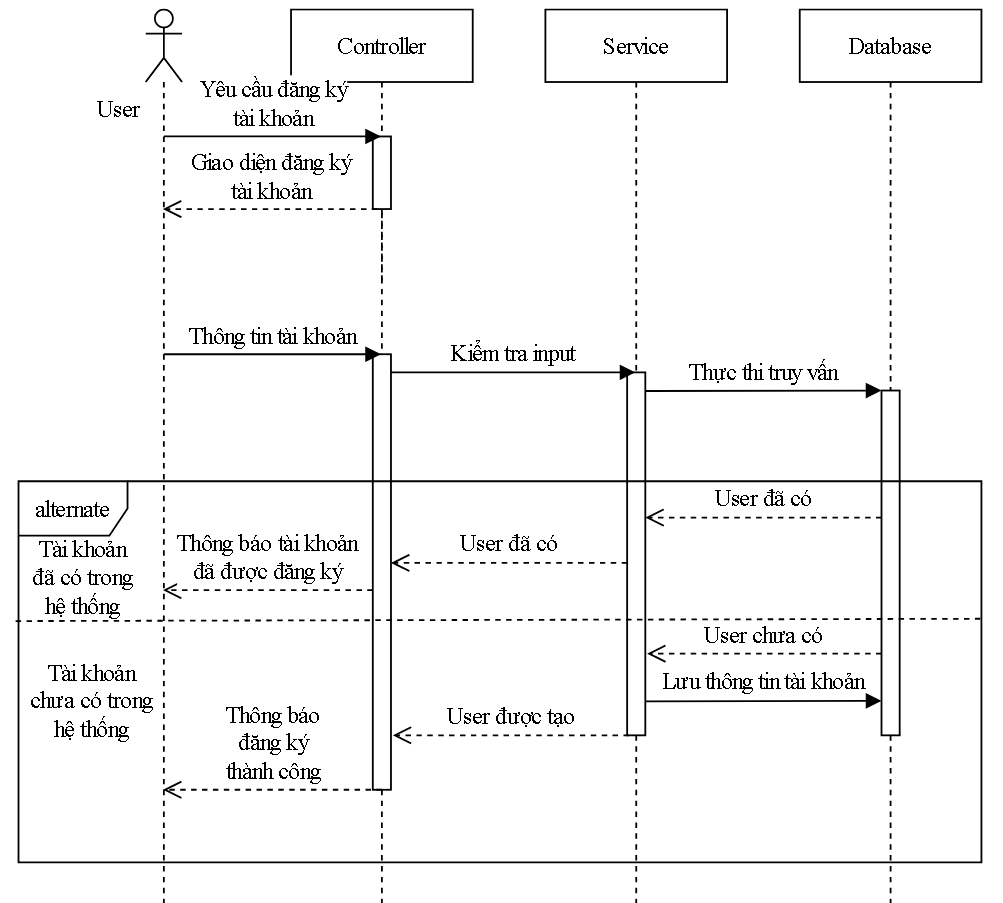 Controller
Service
Database
User
Yêu cầu đăng ký
tài khoản
Giao diện đăng ký
tài khoản
Thông tin tài khoản
Kiểm tra input
Thực thi truy vấn
alternate
User đã có
Tài khoản
đã có trong
hệ thống
Thông báo tài khoản
đã được đăng ký
User đã có
User chưa có
Tài khoản
chưa có trong
hệ thống
Lưu thông tin tài khoản
Thông báo
đăng ký
thành công
User được tạo